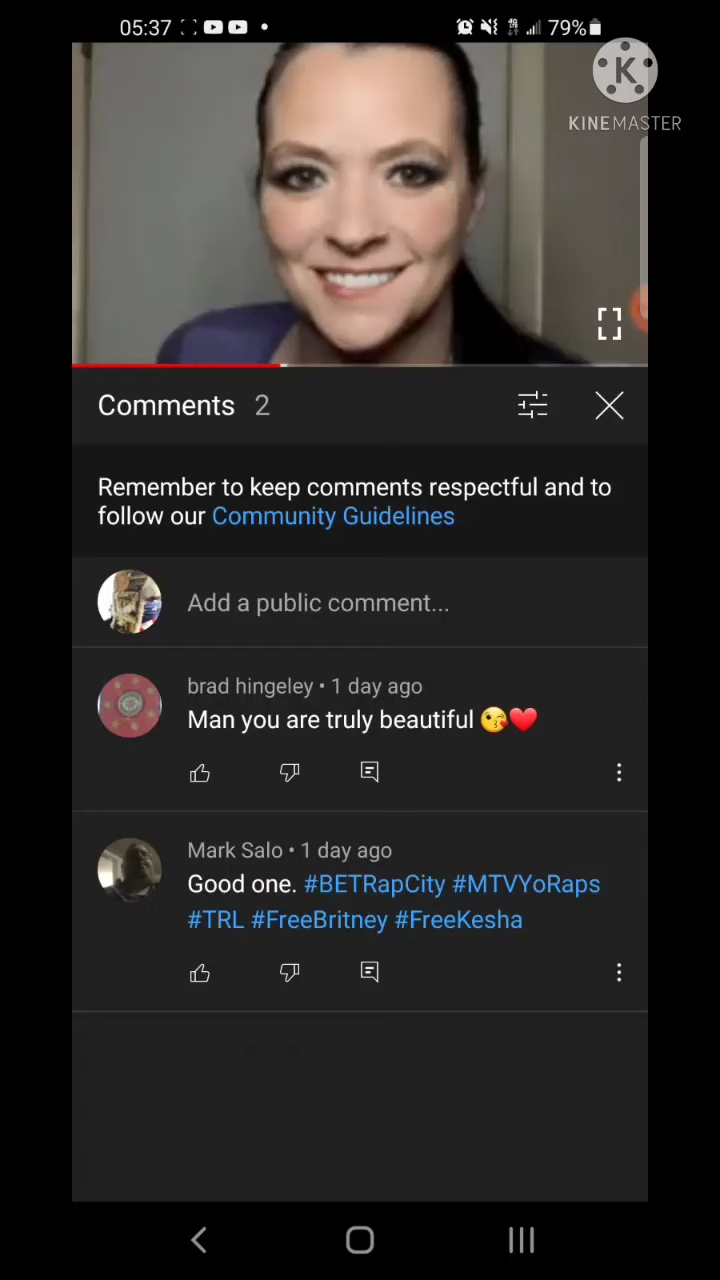 05:37
4G
79%
KINEMASTER
Comments 2
Remember to keep comments respectful and to
follow our Community Guidelines
Add a public comment...
brad hingeley • 1 day ago
Man you are truly beautiful 😘❤️
Mark Salo • 1 day ago
Good one. #BETRapCity #MTVYoRaps
#TRL #FreeBritney #FreeKesha